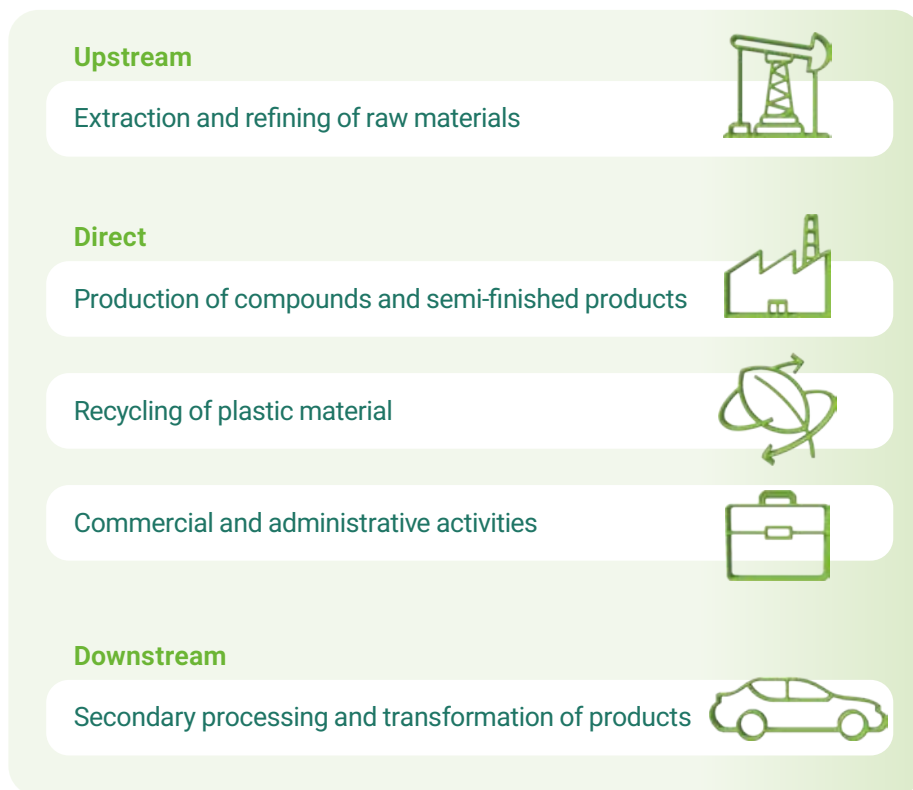 Upstream
Extraction and refining of raw materials
Direct
Production of compounds and semi-finished products
Recycling of plastic material
Commercial and administrative activities
Downstream
Secondary processing and transformation of products